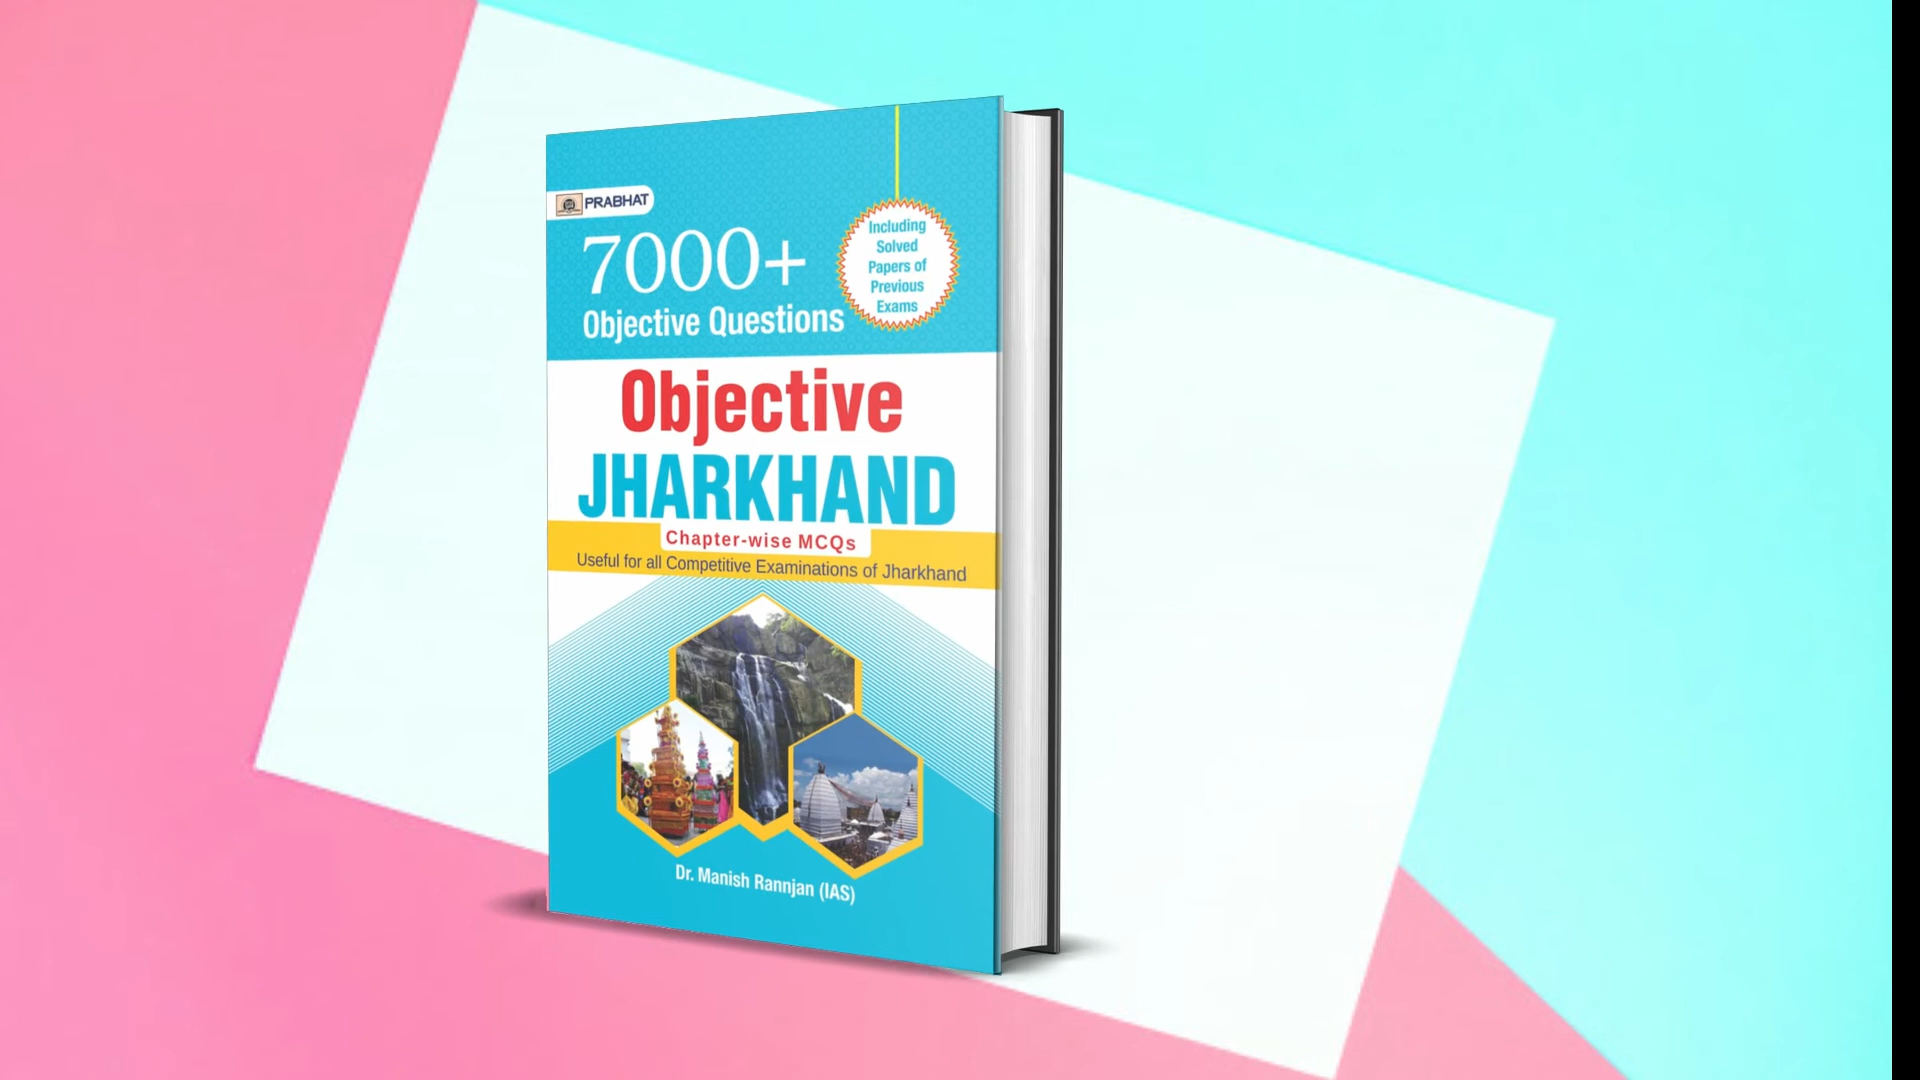 PRABHAT
7000+
Objective Questions
Including
Solved
Papers of
Previous
Exams
Objective
JHARKHAND
Chapter-wise MCQs
Useful for all Competitive Examinations of Jharkhand
Dr. Manish Rannjan (IAS)